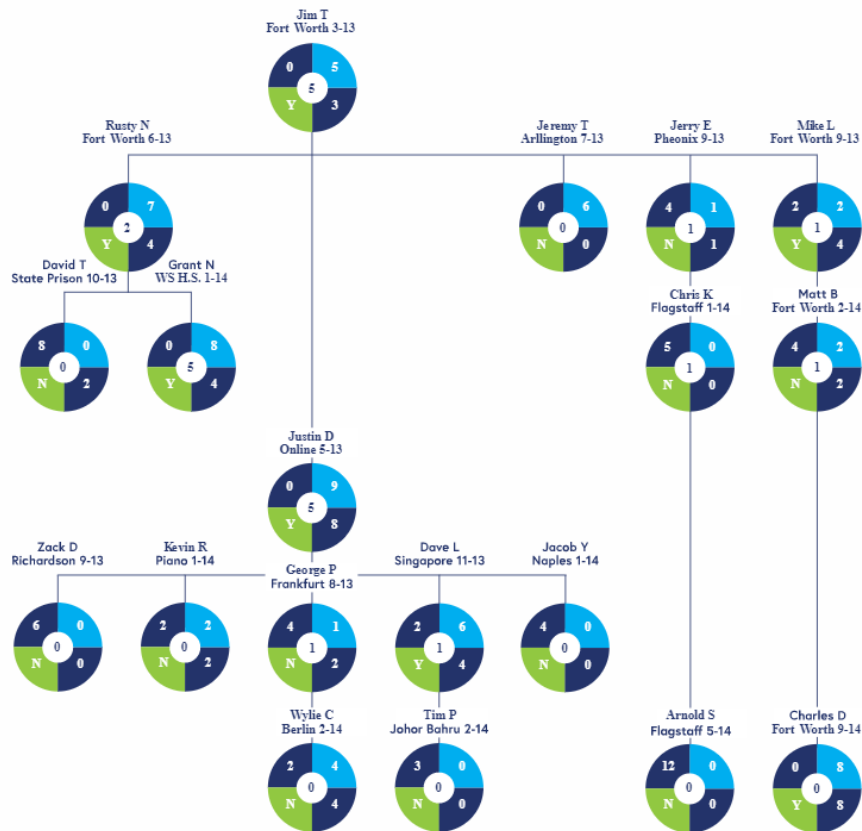 Jim T
Fort Worth 3-13
0
5
5
Y
3
Rusty N
Fort Worth 6-13
Jeremy T
Arllington 7-13
Jerry E
Pheonix 9-13
Mike L
Fort Worth 9-13
0
7
2
Y
4
0
6
0
N
0
4
1
1
N
1
2
2
1
Y
4
David T
State Prison 10-13
Grant N
WS H.S. 1-14
Chris K
Flagstaff 1-14
Matt B
Fort Worth 2-14
8
0
0
N
2
0
8
5
Y
4
5
0
1
N
0
4
2
1
N
2
Justin D
Online 5-13
0
9
5
Y
8
Zack D
Richardson 9-13
Kevin R
Piano 1-14
George P
Frankfurt 8-13
Dave L
Singapore 11-13
Jacob Y
Naples 1-14
6
0
0
N
0
2
2
0
N
2
4
1
1
N
2
2
6
1
Y
4
4
0
0
N
0
Wylie C
Berlin 2-14
Tim P
Johor Bahru 2-14
Arnold S
Flagstaff 5-14
Charles D
Fort Worth 9-14
2
4
0
N
4
3
0
0
N
0
12
0
0
N
0
0
8
0
Y
8